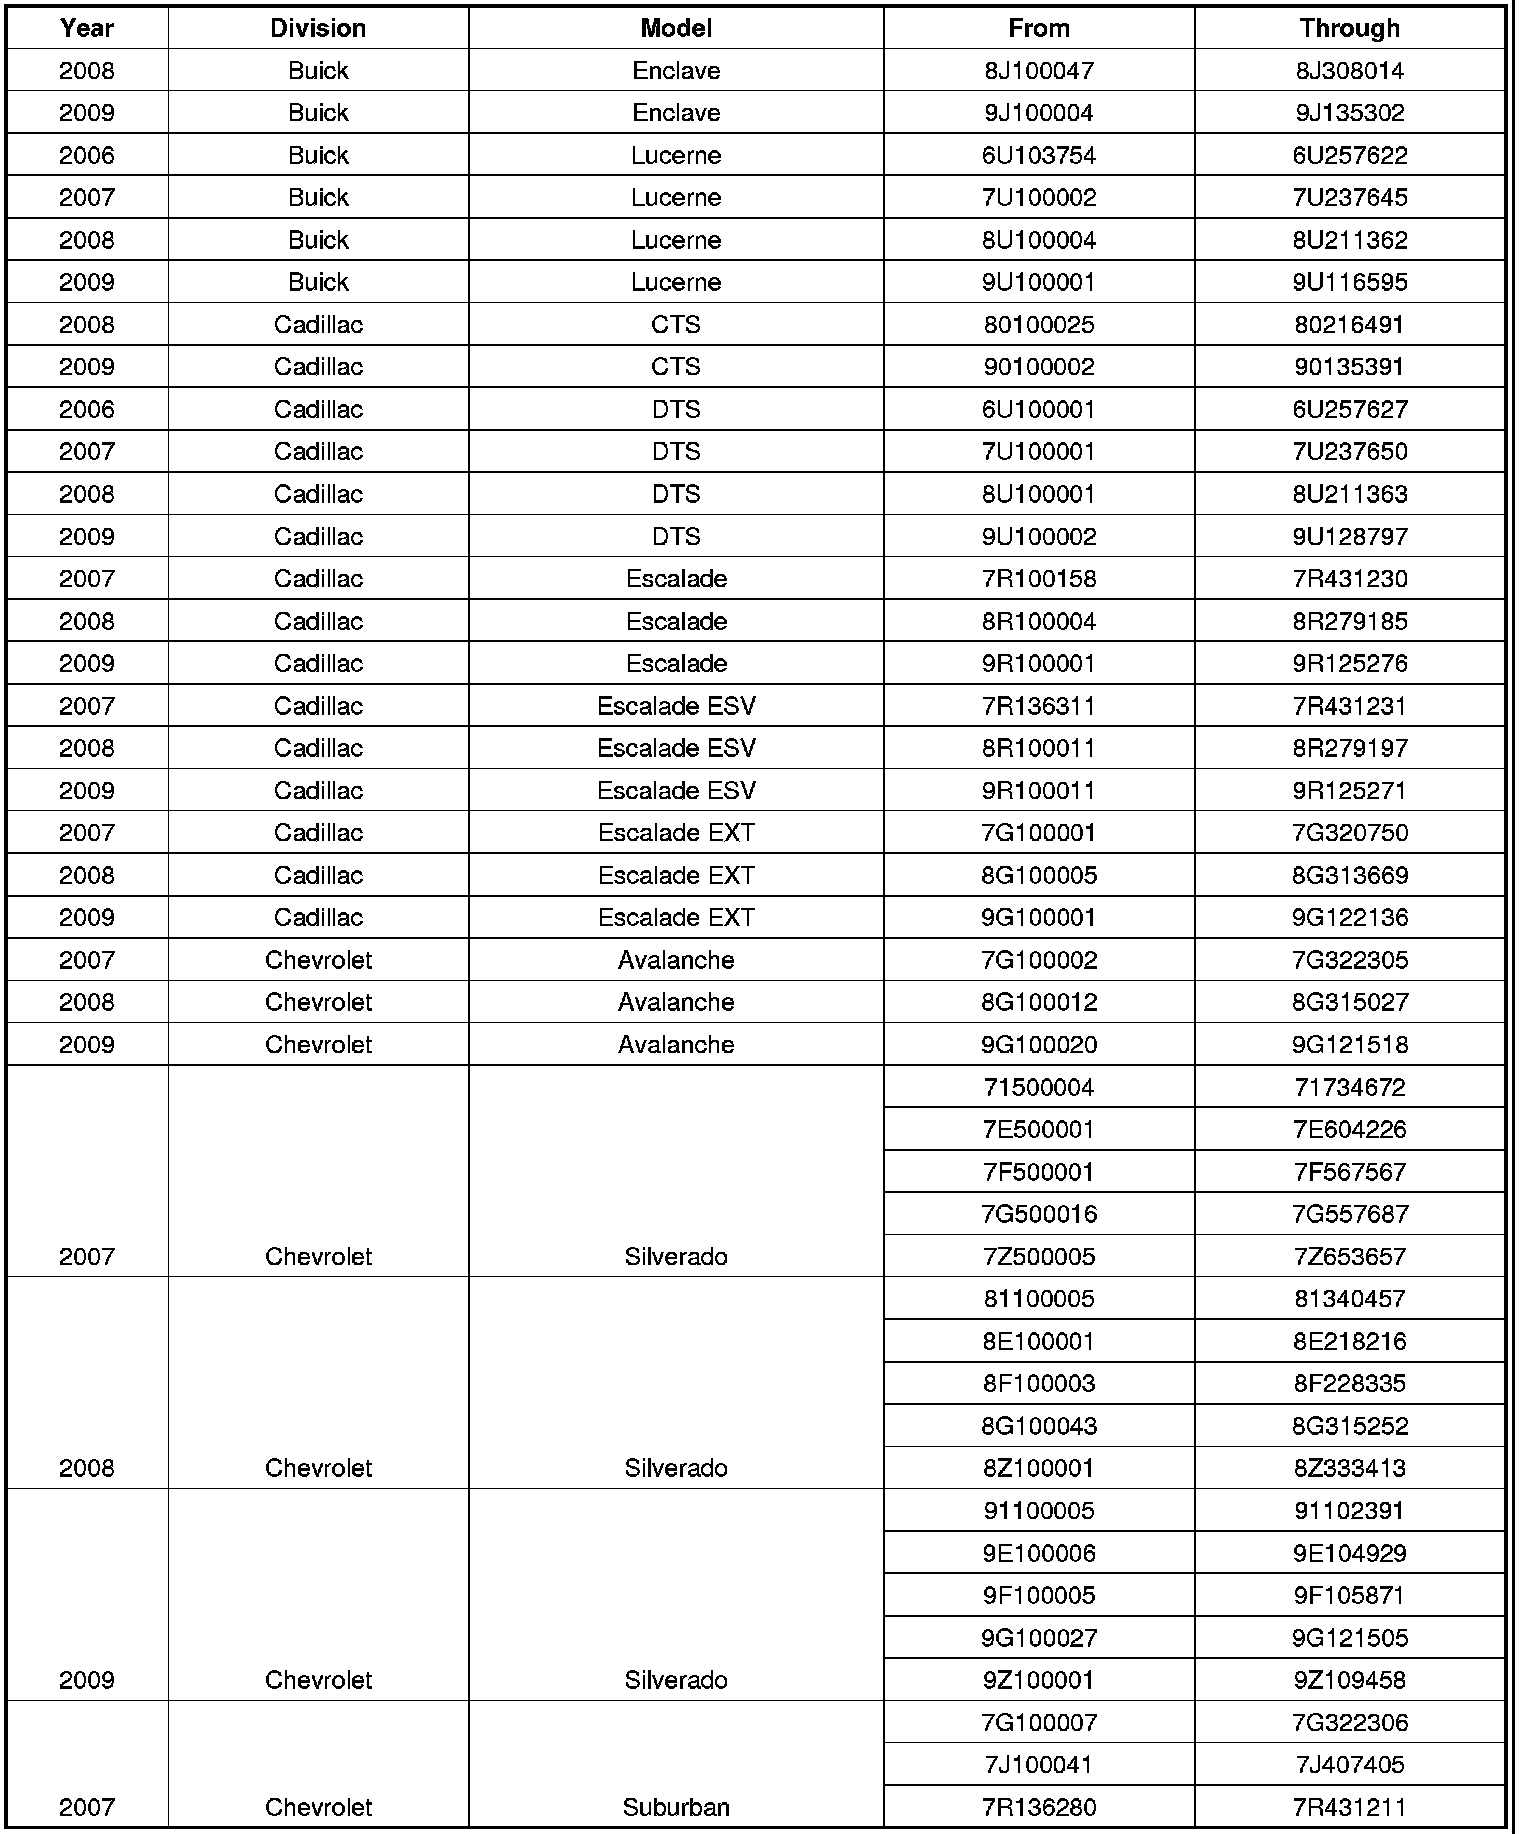 Year Division Model From Through
2008 Buick Enclave 8J100047 8J308014
2009 Buick Enclave 9J100004 9J135302
2006 Buick Lucerne 6U103754 6U257622
2007 Buick Lucerne 7U100002 7U237645
2008 Buick Lucerne 8U100004 8U211362
2009 Buick Lucerne 9U100001 9U116595
2008 Cadillac CTS 80100025 80216491
2009 Cadillac CTS 90100002 90135391
2006 Cadillac DTS 6U100001 6U257627
2007 Cadillac DTS 7U100001 7U237650
2008 Cadillac DTS 8U100001 8U211363
2009 Cadillac DTS 9U100002 9U128797
2007 Cadillac Escalade 7R100158 7R431230
2008 Cadillac Escalade 8R100004 8R279185
2009 Cadillac Escalade 9R100001 9R125276
2007 Cadillac Escalade ESV 7R136311 7R431231
2008 Cadillac Escalade ESV 8R100011 8R279197
2009 Cadillac Escalade ESV 9R100011 9R125271
2007 Cadillac Escalade EXT 7G100001 7G320750
2008 Cadillac Escalade EXT 8G100005 8G313669
2009 Cadillac Escalade EXT 9G100001 9G122136
2007 Chevrolet Avalanche 7G100002 7G322305
2008 Chevrolet Avalanche 8G100012 8G315027
2009 Chevrolet Avalanche 9G100020 9G121518
71500004 71734672
7E500001 7E604226
7F500001 7F567567
7G500016 7G557687
2007 Chevrolet Silverado 7Z500005 7Z653657
81100005 81340457
8E100001 8E218216
8F100003 8F228335
8G100043 8G315252
2008 Chevrolet Silverado 8Z100001 8Z333413
91100005 91102391
9E100006 9E104929
9F100005 9F105871
9G100027 9G121505
2009 Chevrolet Silverado 9Z100001 9Z109458
7G100007 7G322306
7J100041 7J407405
2007 Chevrolet Suburban 7R136280 7R431211